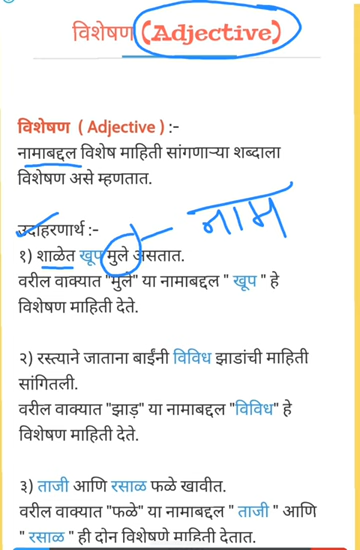 विशेषण (Adjective)
विशेषण ( Adjective ) :-
नामाबद्दल विशेष माहिती सांगणाऱ्या शब्दाला
विशेषण असे म्हणतात.
उदाहरणार्थ :-
नाम
१) शाळेत खूप मुले असतात.
वरील वाक्यात "मुले" या नामाबद्दल " खूप " हे
विशेषण माहिती देते.
२) रस्त्याने जाताना बाईंनी विविध झाडांची माहिती
सांगितली.
वरील वाक्यात "झाड़" या नामाबद्दल "विविध" हे
विशेषण माहिती देते.
३) ताजी आणि रसाळ फळे खावीत.
वरील वाक्यात "फळे" या नामाबद्दल " ताजी " आणि
" रसाळ " ही दोन विशेषणे माहिती देतात.